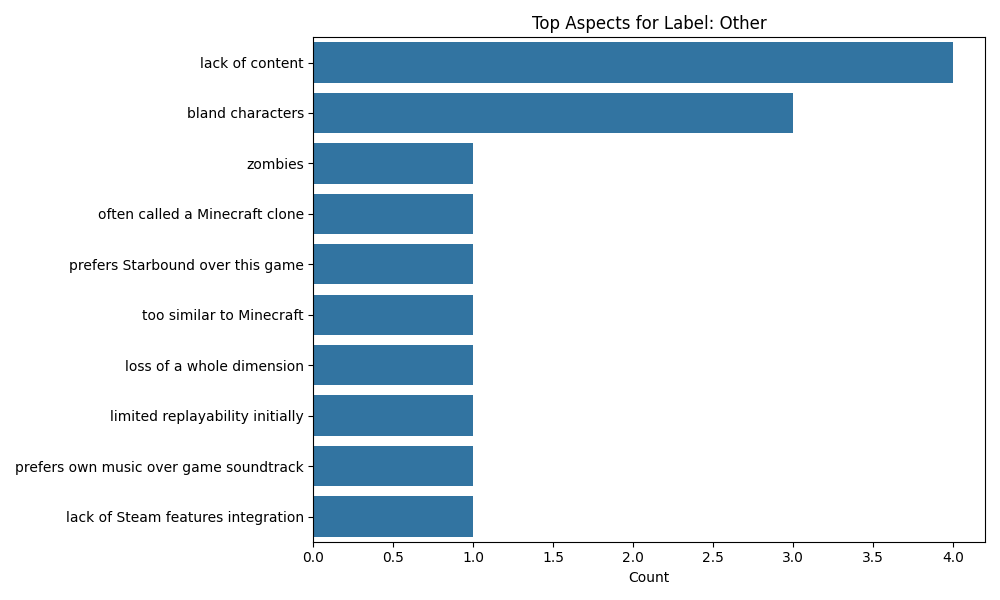 Top Aspects for Label: Other
lack of content
bland characters
zombies
often called a Minecraft clone
prefers Starbound over this game
too similar to Minecraft
loss of a whole dimension
limited replayability initially
prefers own music over game soundtrack
lack of Steam features integration
0.0 0.5 1.0 1.5 2.0 2.5 3.0 3.5 4.0
Count